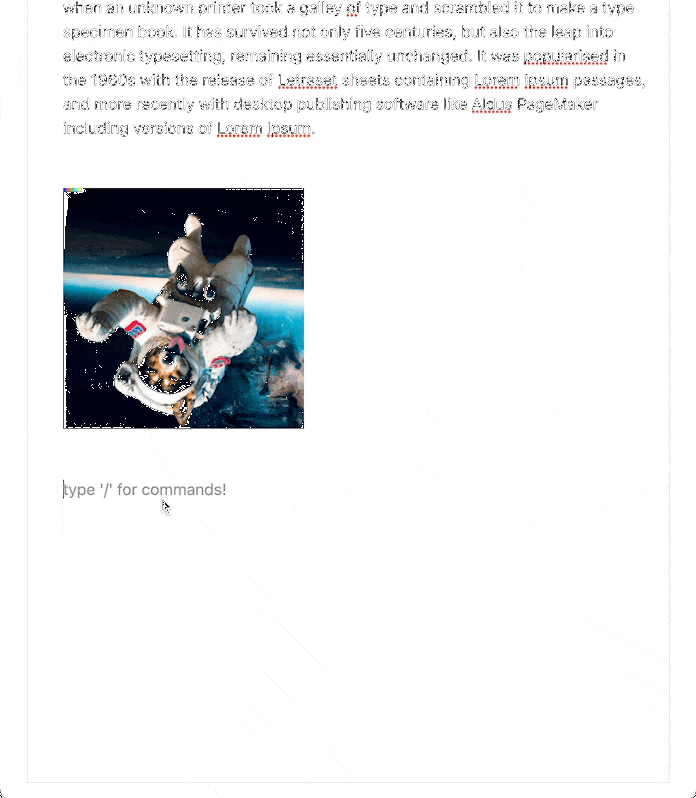 when an unknown printer took a galley of type and scrambled it to make a type
specimen book. It has survived not only five centuries, but also the leap into
electronic typesetting, remaining essentially unchanged. It was popularised in
the 1960s with the release of Letraset sheets containing Lorem Ipsum passages,
and more recently with desktop publishing software like Aldus PageMaker
including versions of Lorem Ipsum.
type '/' for commands!